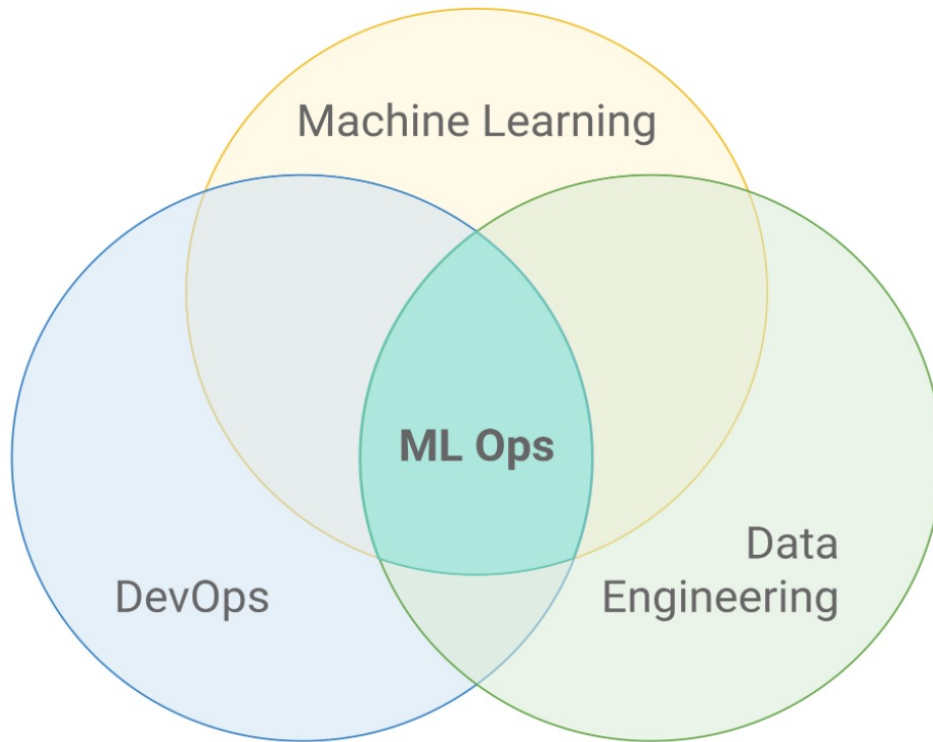 Machine Learning
ML Ops
DevOps
Data
Engineering